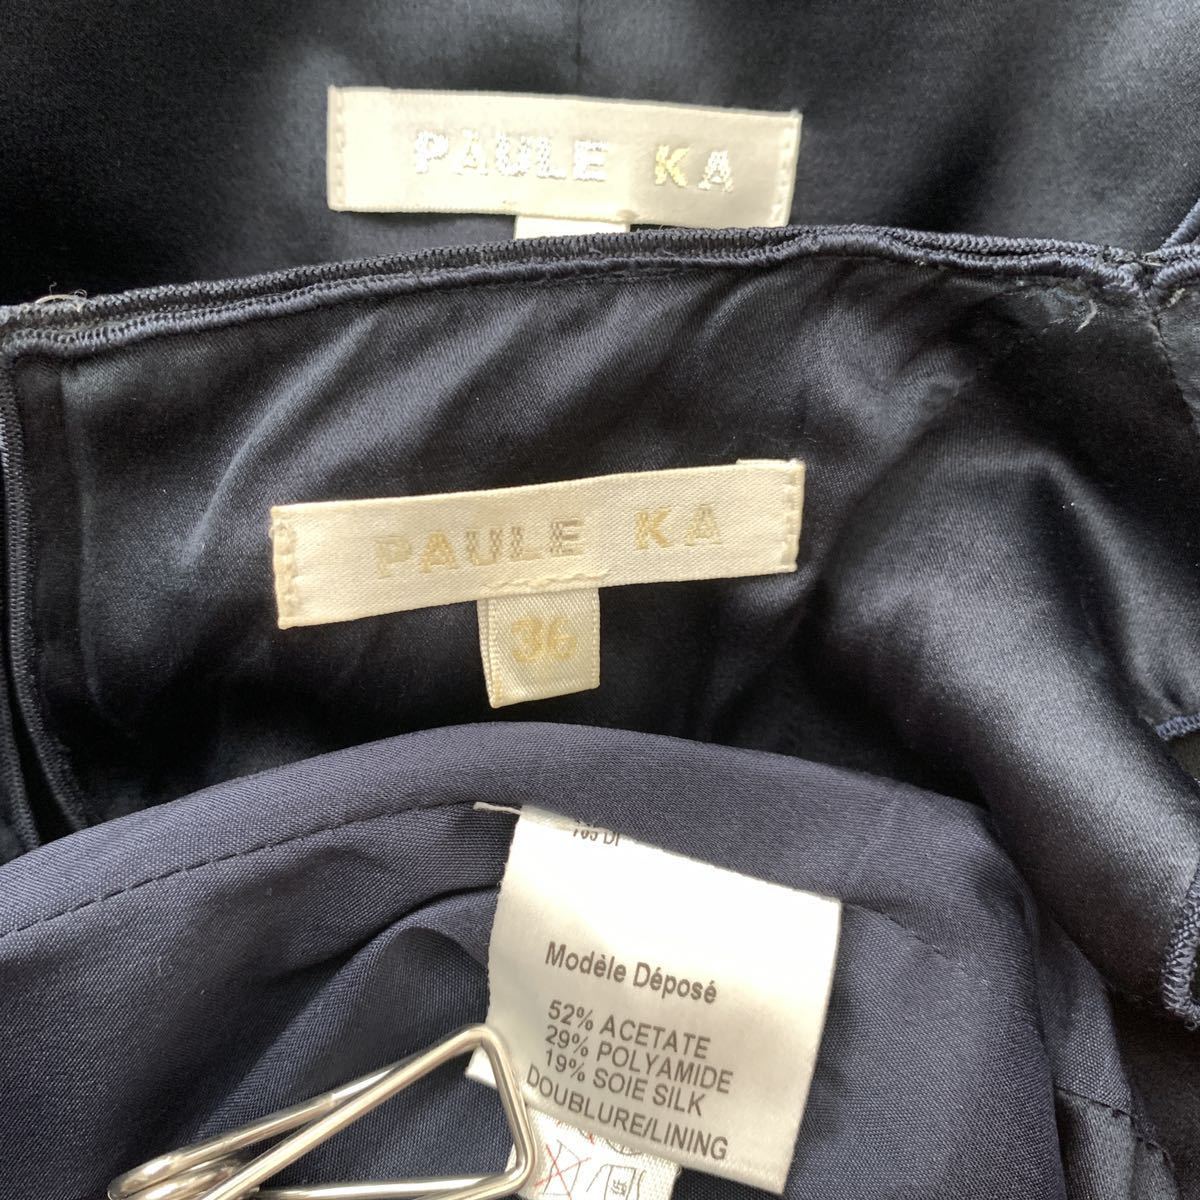 PAULE KA
PAULE KA
36
Modèle Déposé
52% ACETATE
29% POLYAMIDE
19% SOIE SILK
DOUBLURE/LINING